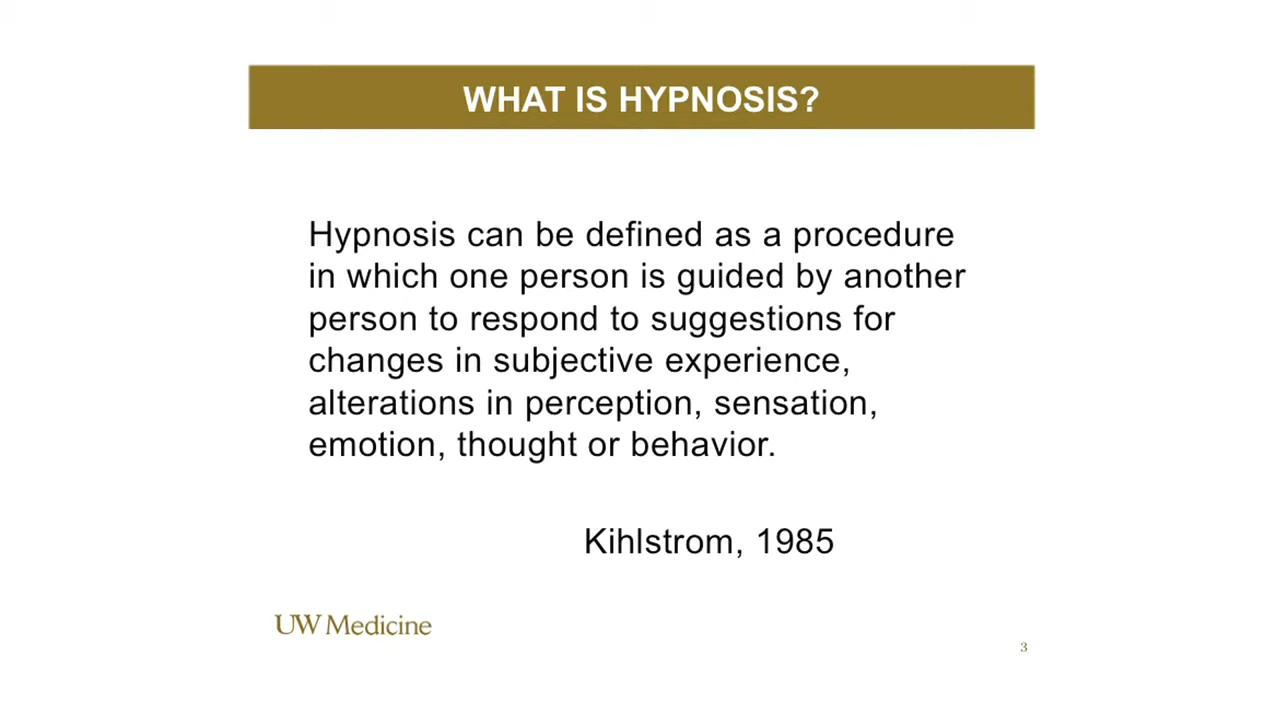 WHAT IS HYPNOSIS?
Hypnosis can be defined as a procedure
in which one person is guided by another
person to respond to suggestions for
changes in subjective experience,
alterations in perception, sensation,
emotion, thought or behavior.
Kihlstrom, 1985
UW Medicine
3